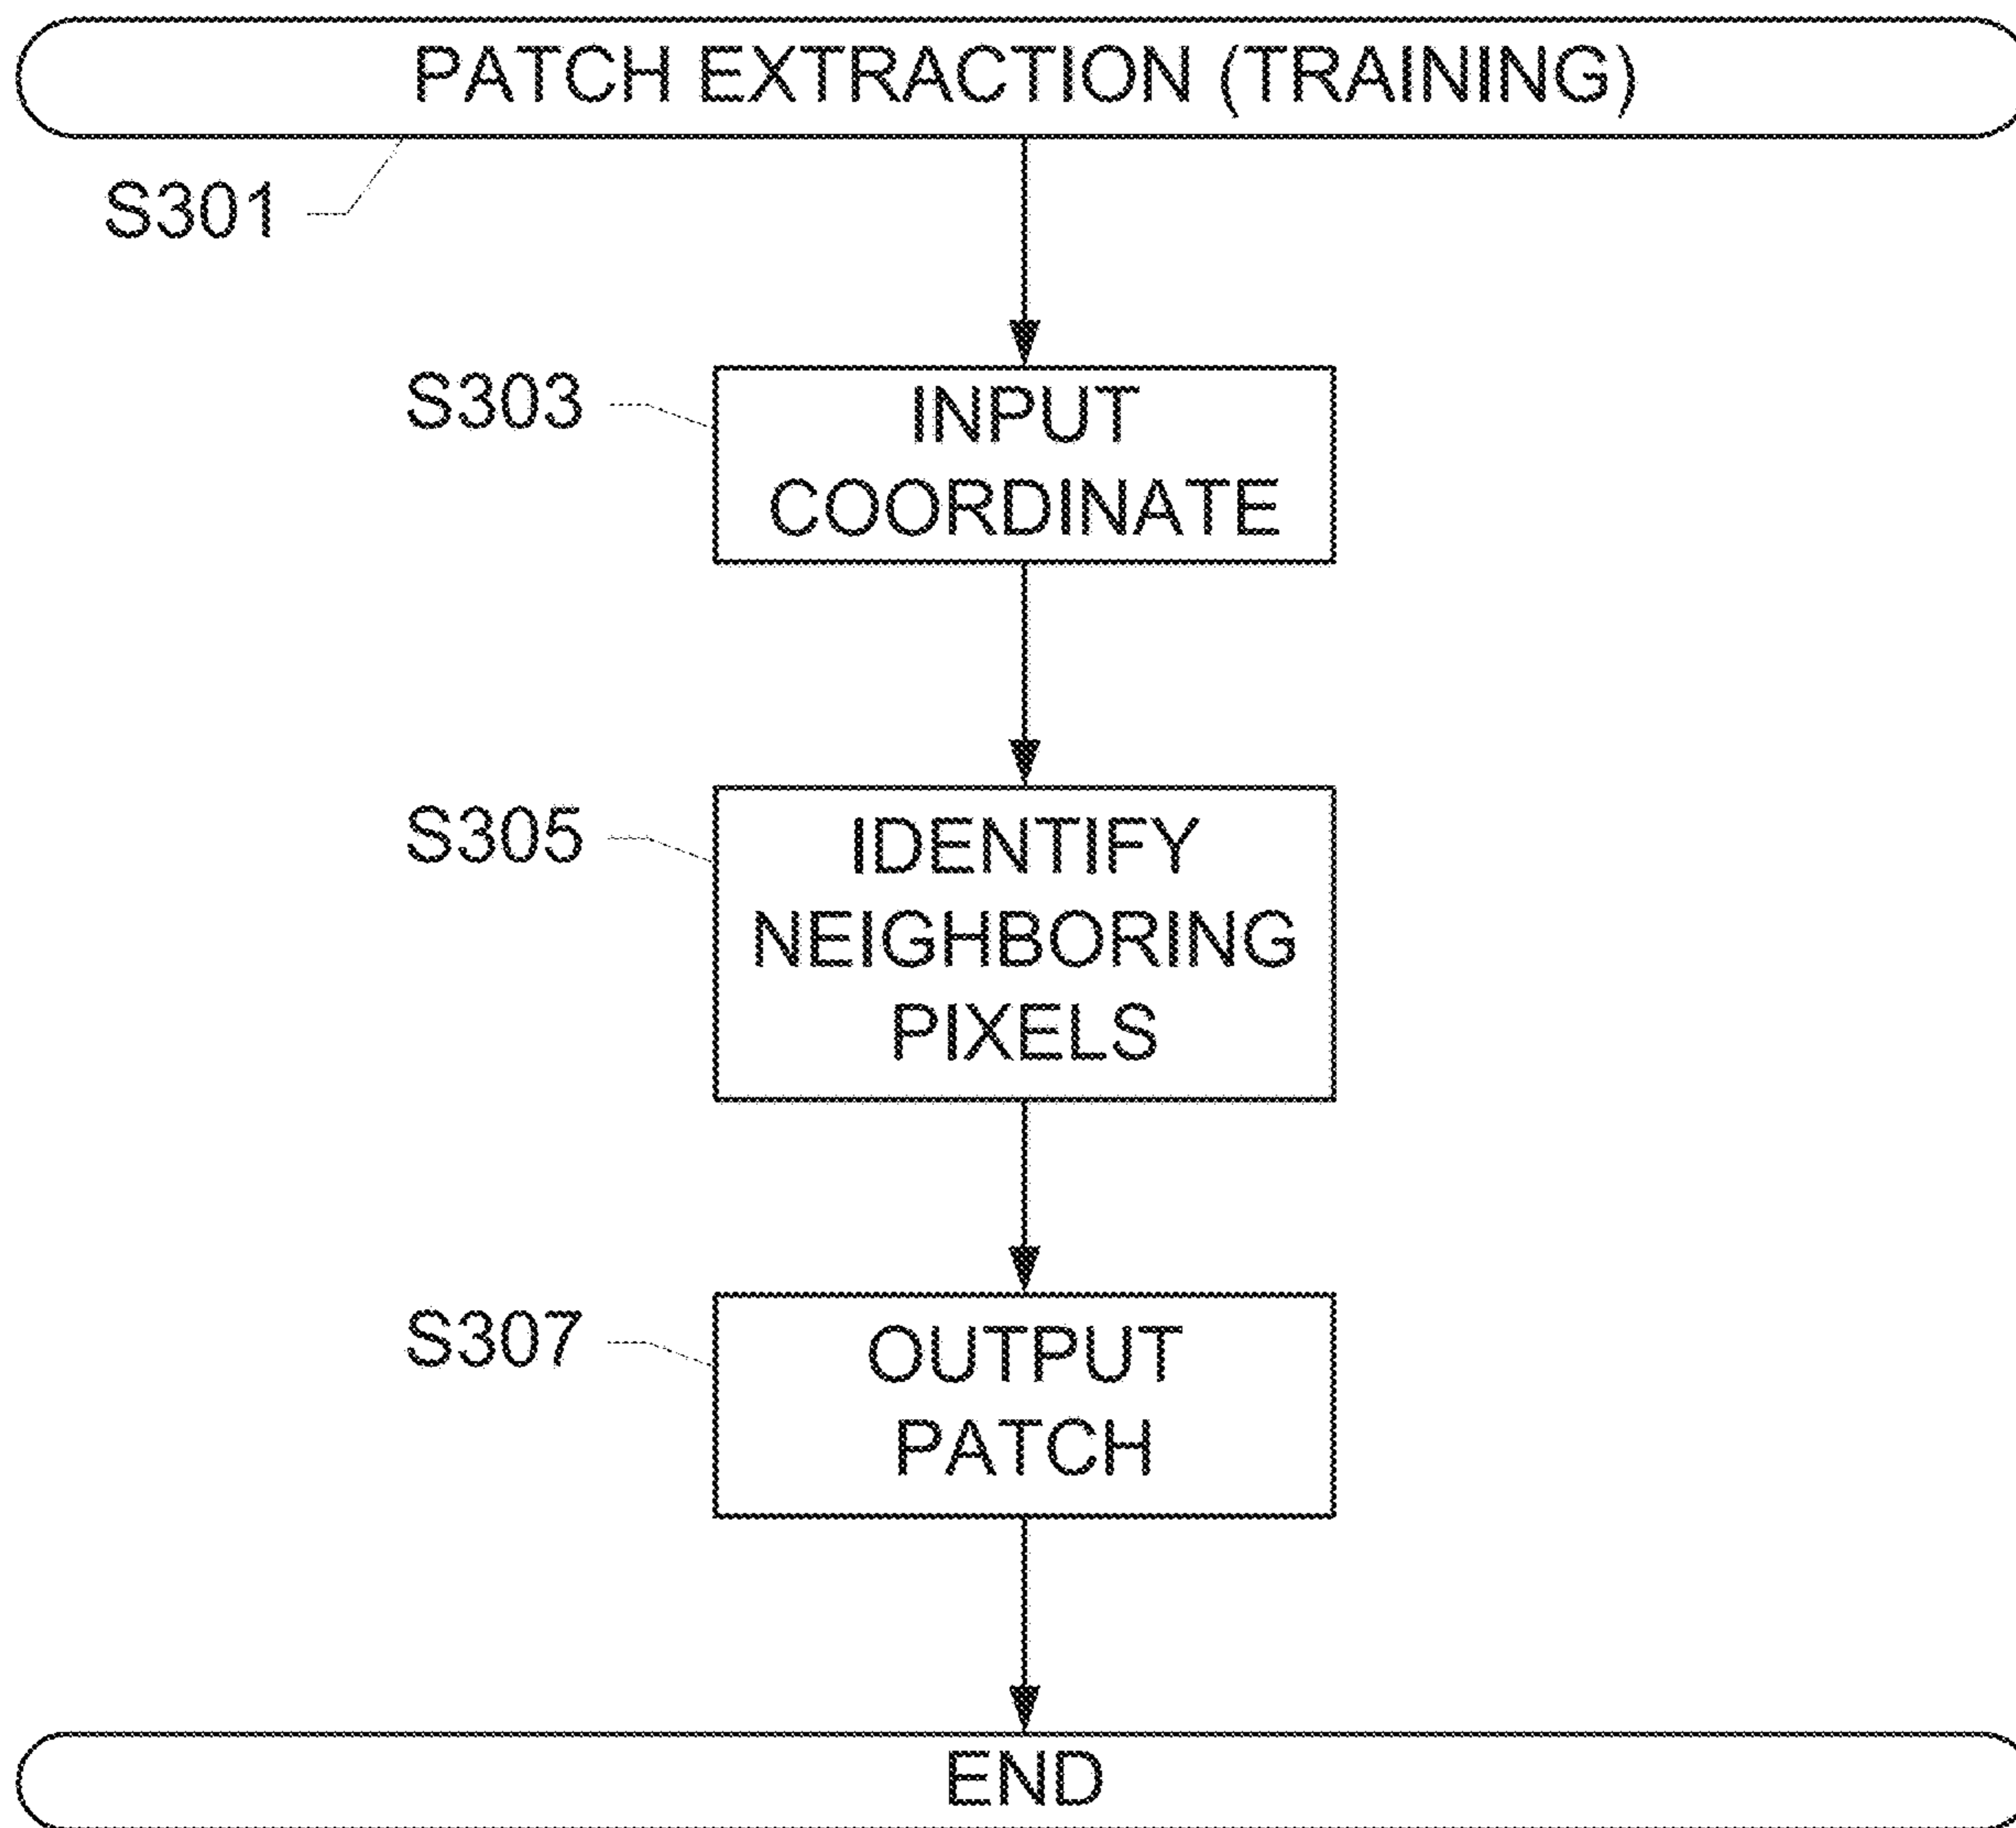 PATCH EXTRACTION (TRAINING)
S301
S303
INPUT
COORDINATE
S305
IDENTIFY
NEIGHBORING
PIXELS
S307
OUTPUT
PATCH
END